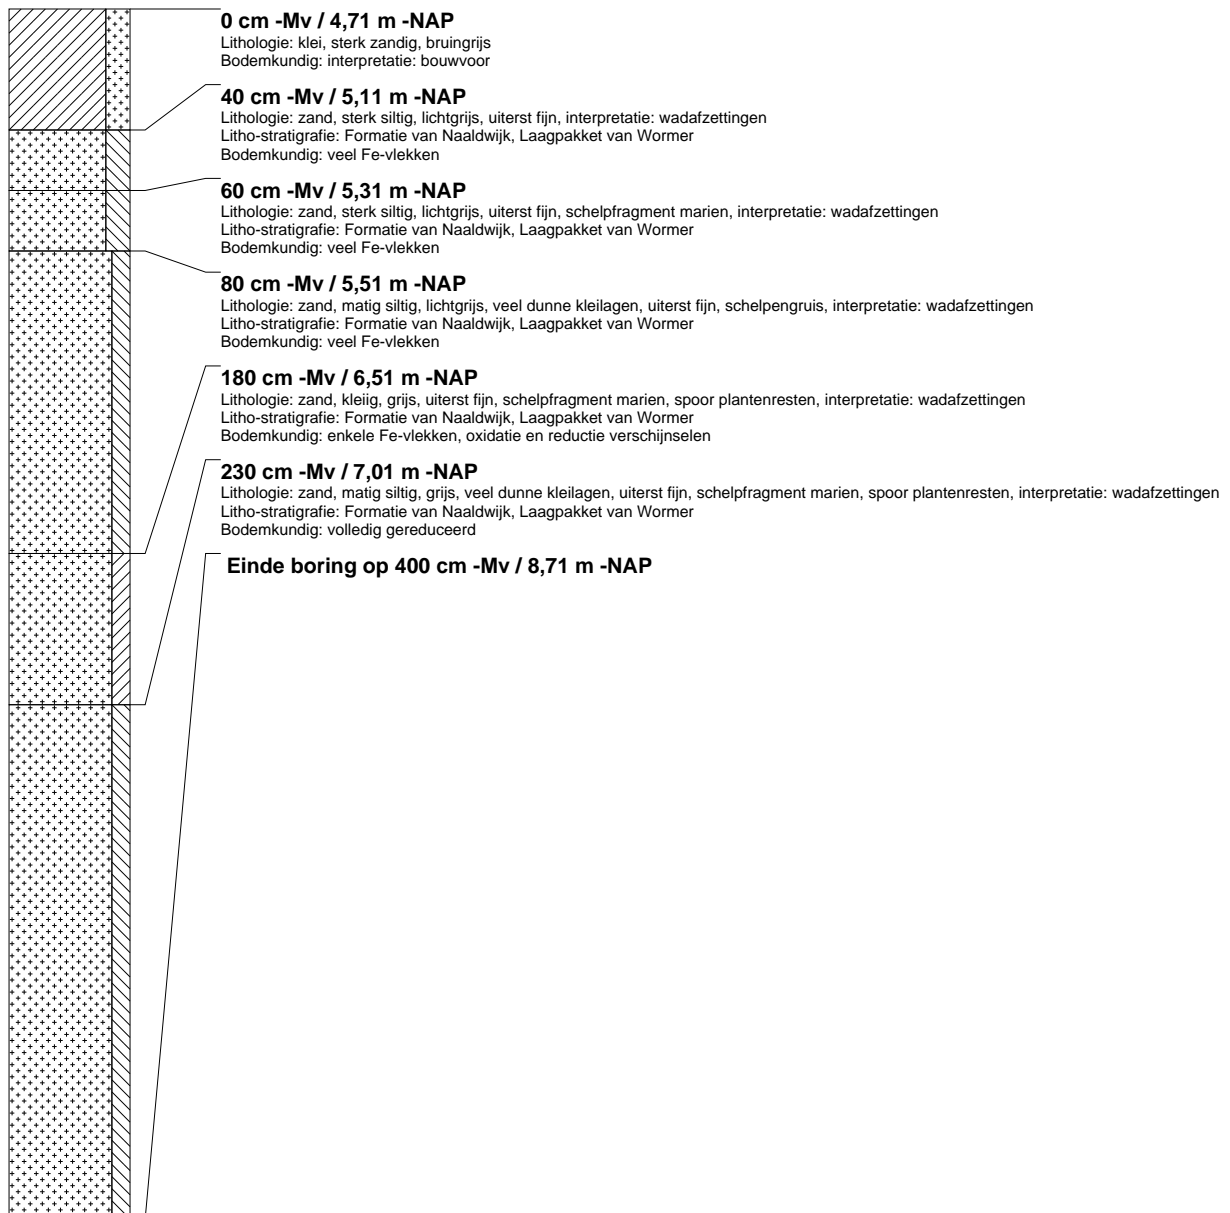 0 cm -Mv / 4,71 m -NAP
Lithologie: klei, sterk zandig, bruingrijs
Bodemkundig: interpretatie: bouwvoor
40 cm -Mv / 5,11 m -NAP
Lithologie: zand, sterk siltig, lichtgrijs, uiterst fijn, interpretatie: wadafzettingen
Litho-stratigrafie: Formatie van Naaldwijk, Laagpakket van Wormer
Bodemkundig: veel Fe-vlekken
60 cm -Mv / 5,31 m -NAP
Lithologie: zand, sterk siltig, lichtgrijs, uiterst fijn, schelpfragment marien, interpretatie: wadafzettingen
Litho-stratigrafie: Formatie van Naaldwijk, Laagpakket van Wormer
Bodemkundig: veel Fe-vlekken
80 cm -Mv / 5,51 m -NAP
Lithologie: zand, matig siltig, lichtgrijs, veel dunne kleilagen, uiterst fijn, schelpengruis, interpretatie: wadafzettingen
Litho-stratigrafie: Formatie van Naaldwijk, Laagpakket van Wormer
Bodemkundig: veel Fe-vlekken
180 cm -Mv / 6,51 m -NAP
Lithologie: zand, kleiig, grijs, uiterst fijn, schelpfragment marien, spoor plantenresten, interpretatie: wadafzettingen
Litho-stratigrafie: Formatie van Naaldwijk, Laagpakket van Wormer
Bodemkundig: enkele Fe-vlekken, oxidatie en reductie verschijnselen
230 cm -Mv / 7,01 m -NAP
Lithologie: zand, matig siltig, grijs, veel dunne kleilagen, uiterst fijn, schelpfragment marien, spoor plantenresten, interpretatie: wadafzettingen
Litho-stratigrafie: Formatie van Naaldwijk, Laagpakket van Wormer
Bodemkundig: volledig gereduceerd
Einde boring op 400 cm -Mv / 8,71 m -NAP